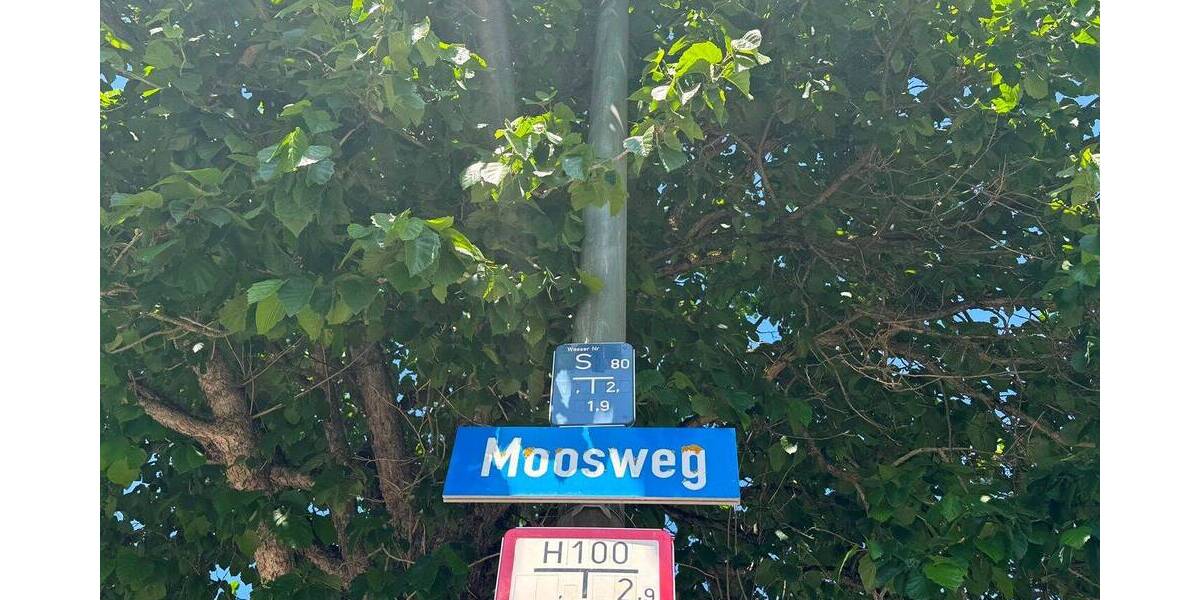 Wasser Nr
S 80
, 2,
1.9
Moosweg
H100
, 2,9